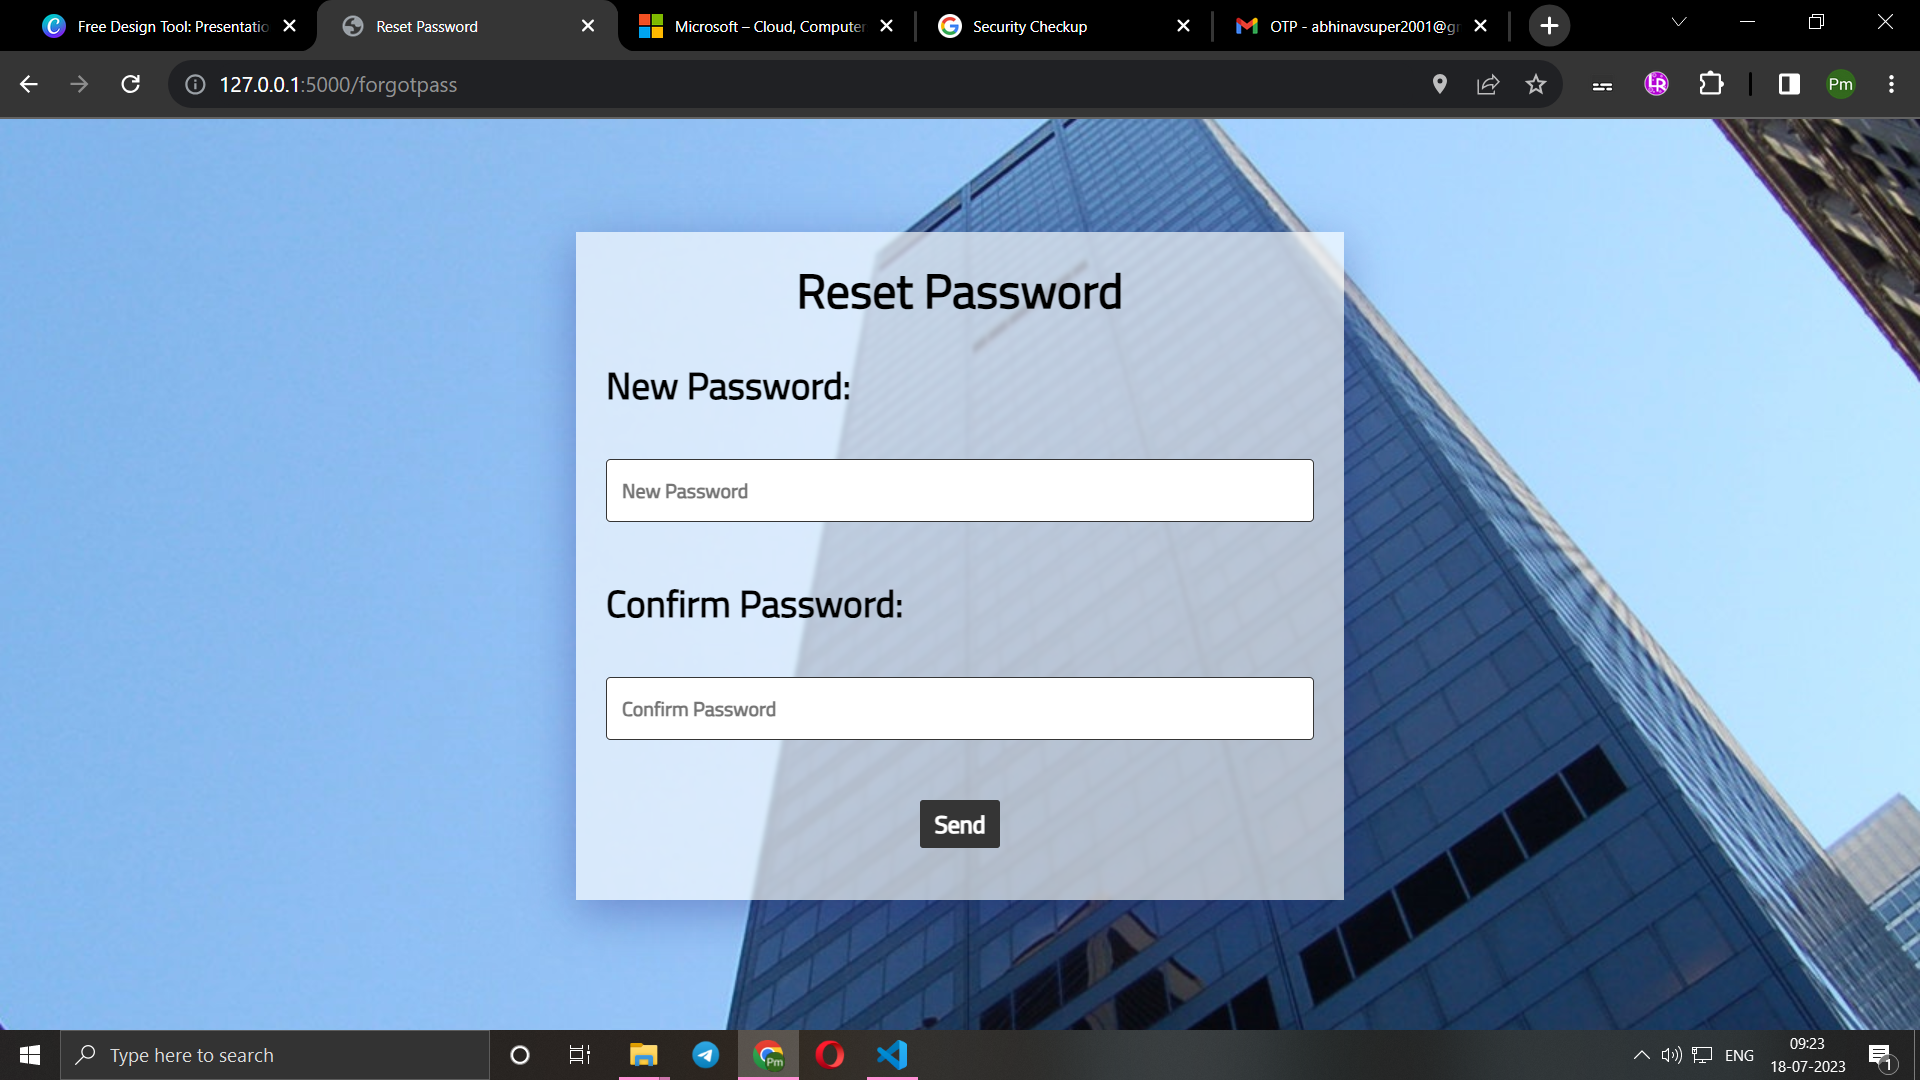 Free Design Tool: Presentatio
Reset Password
Microsoft – Cloud, Computer
Security Checkup
OTP - abhinavsuper2001@gr
127.0.0.1:5000/forgotpass
Pm
Reset Password
New Password:
New Password
Confirm Password:
Confirm Password
Send
Type here to search
Pm
ENG
09:23
18-07-2023
1